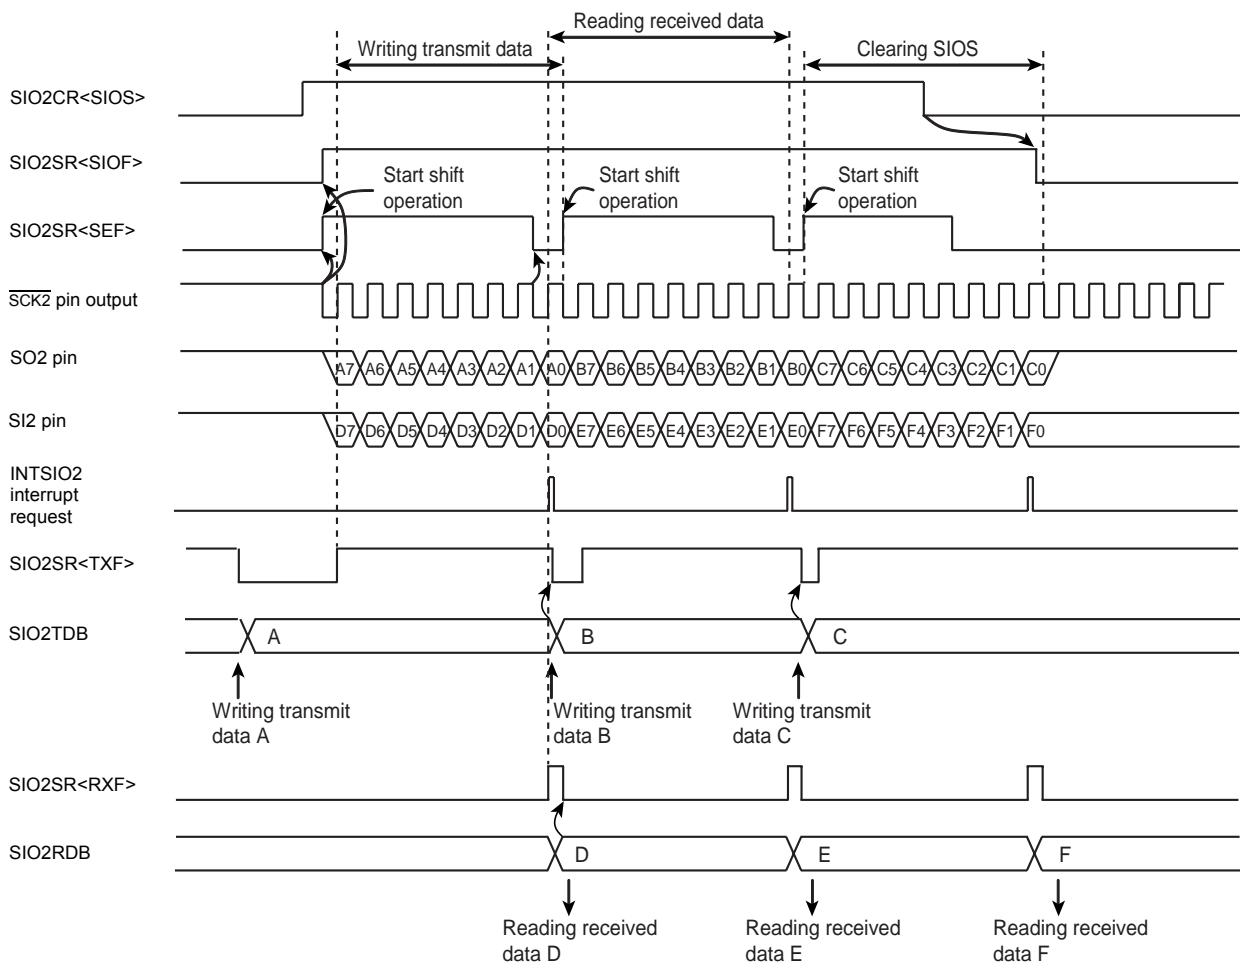 Reading received data
Writing transmit data
Clearing SIOS
SIO2CR<SIOS>
SIO2SR<SIOF>
Start shift
operation
Start shift
operation
Start shift
operation
SIO2SR<SEF>
SCK2 pin output
SO2 pin
A7 A6 A5 A4 A3 A2 A1 A0 B7 B6 B5 B4 B3 B2 B1 B0 C7 C6 C5 C4 C3 C2 C1 C0
SI2 pin
D7 D6 D5 D4 D3 D2 D1 D0 E7 E6 E5 E4 E3 E2 E1 E0 F7 F6 F5 F4 F3 F2 F1 F0
INTSIO2
interrupt
request
SIO2SR<TXF>
SIO2TDB
A B C
Writing transmit
data A
Writing transmit
data B
Writing transmit
data C
SIO2SR<RXF>
SIO2RDB
D E F
Reading received
data D
Reading received
data E
Reading received
data F